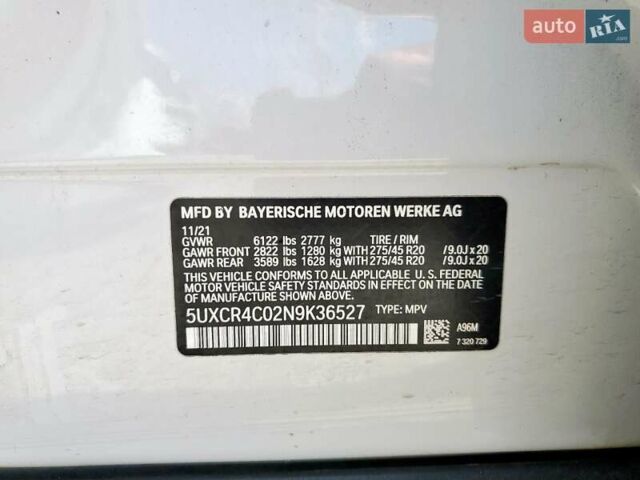 auto RIA .com
MFD BY BAYERISCHE MOTOREN WERKE AG
11/21
GVWR 6122 lbs 2777 kg TIRE / RIM
GAWR FRONT 2822 lbs 1280 kg WITH 275/45 R20 /9.0J x 20
GAWR REAR 3589 lbs 1628 kg WITH 275/45 R20 /9.0J x 20
THIS VEHICLE CONFORMS TO ALL APPLICABLE U. S. FEDERAL
MOTOR VEHICLE SAFETY STANDARDS IN EFFECT ON THE DATE
OF MANUFACTURE SHOWN ABOVE.
5UXCR4C02N9K36527 TYPE: MPV
A96M
7 320 729